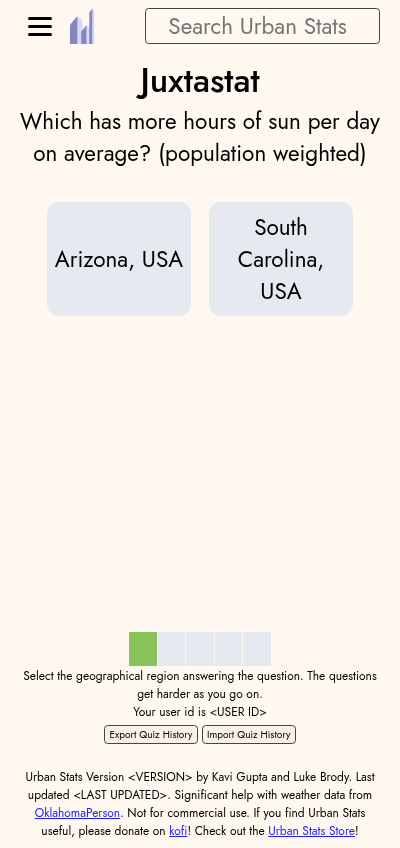 Search Urban Stats
Juxtastat
Which has more hours of sun per day
on average? (population weighted)
Arizona, USA
South
Carolina,
USA
Select the geographical region answering the question. The questions
get harder as you go on.
Your user id is <USER ID>
Export Quiz History Import Quiz History
Urban Stats Version <VERSION> by Kavi Gupta and Luke Brody. Last
updated <LAST UPDATED>. Significant help with weather data from
OklahomaPerson. Not for commercial use. If you find Urban Stats
useful, please donate on kofi! Check out the Urban Stats Store!